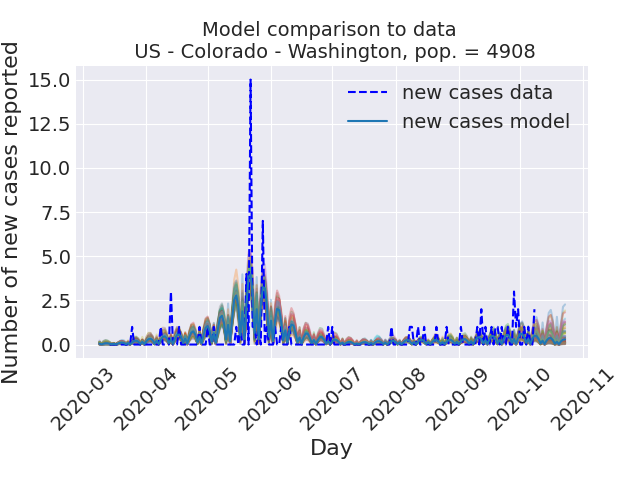 Model comparison to data
US - Colorado - Washington, pop. = 4908
Number of new cases reported
15.0
12.5
10.0
7.5
5.0
2.5
0.0
new cases data
new cases model
2020-03
2020-04
2020-05
2020-06
2020-07
2020-08
2020-09
2020-10
2020-11
Day